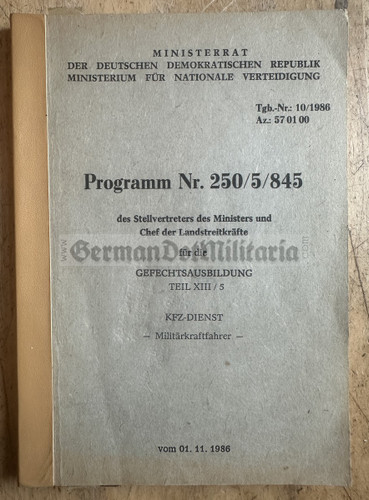 MINISTERRAT
DER DEUTSCHEN DEMOKRATISCHEN REPUBLIK
MINISTERIUM FÜR NATIONALE VERTEIDIGUNG
Tgb.-Nr.: 10/1986
Az.: 57 01 00
Programm Nr. 250/5/845
des Stellvertreters des Ministers und
Chef der Landstreitkräfte
für die
GEFECHTSAUSBILDUNG
TEIL XIII / 5
KFZ-DIENST
— Militärkraftfahrer —
vom 01. 11. 1986